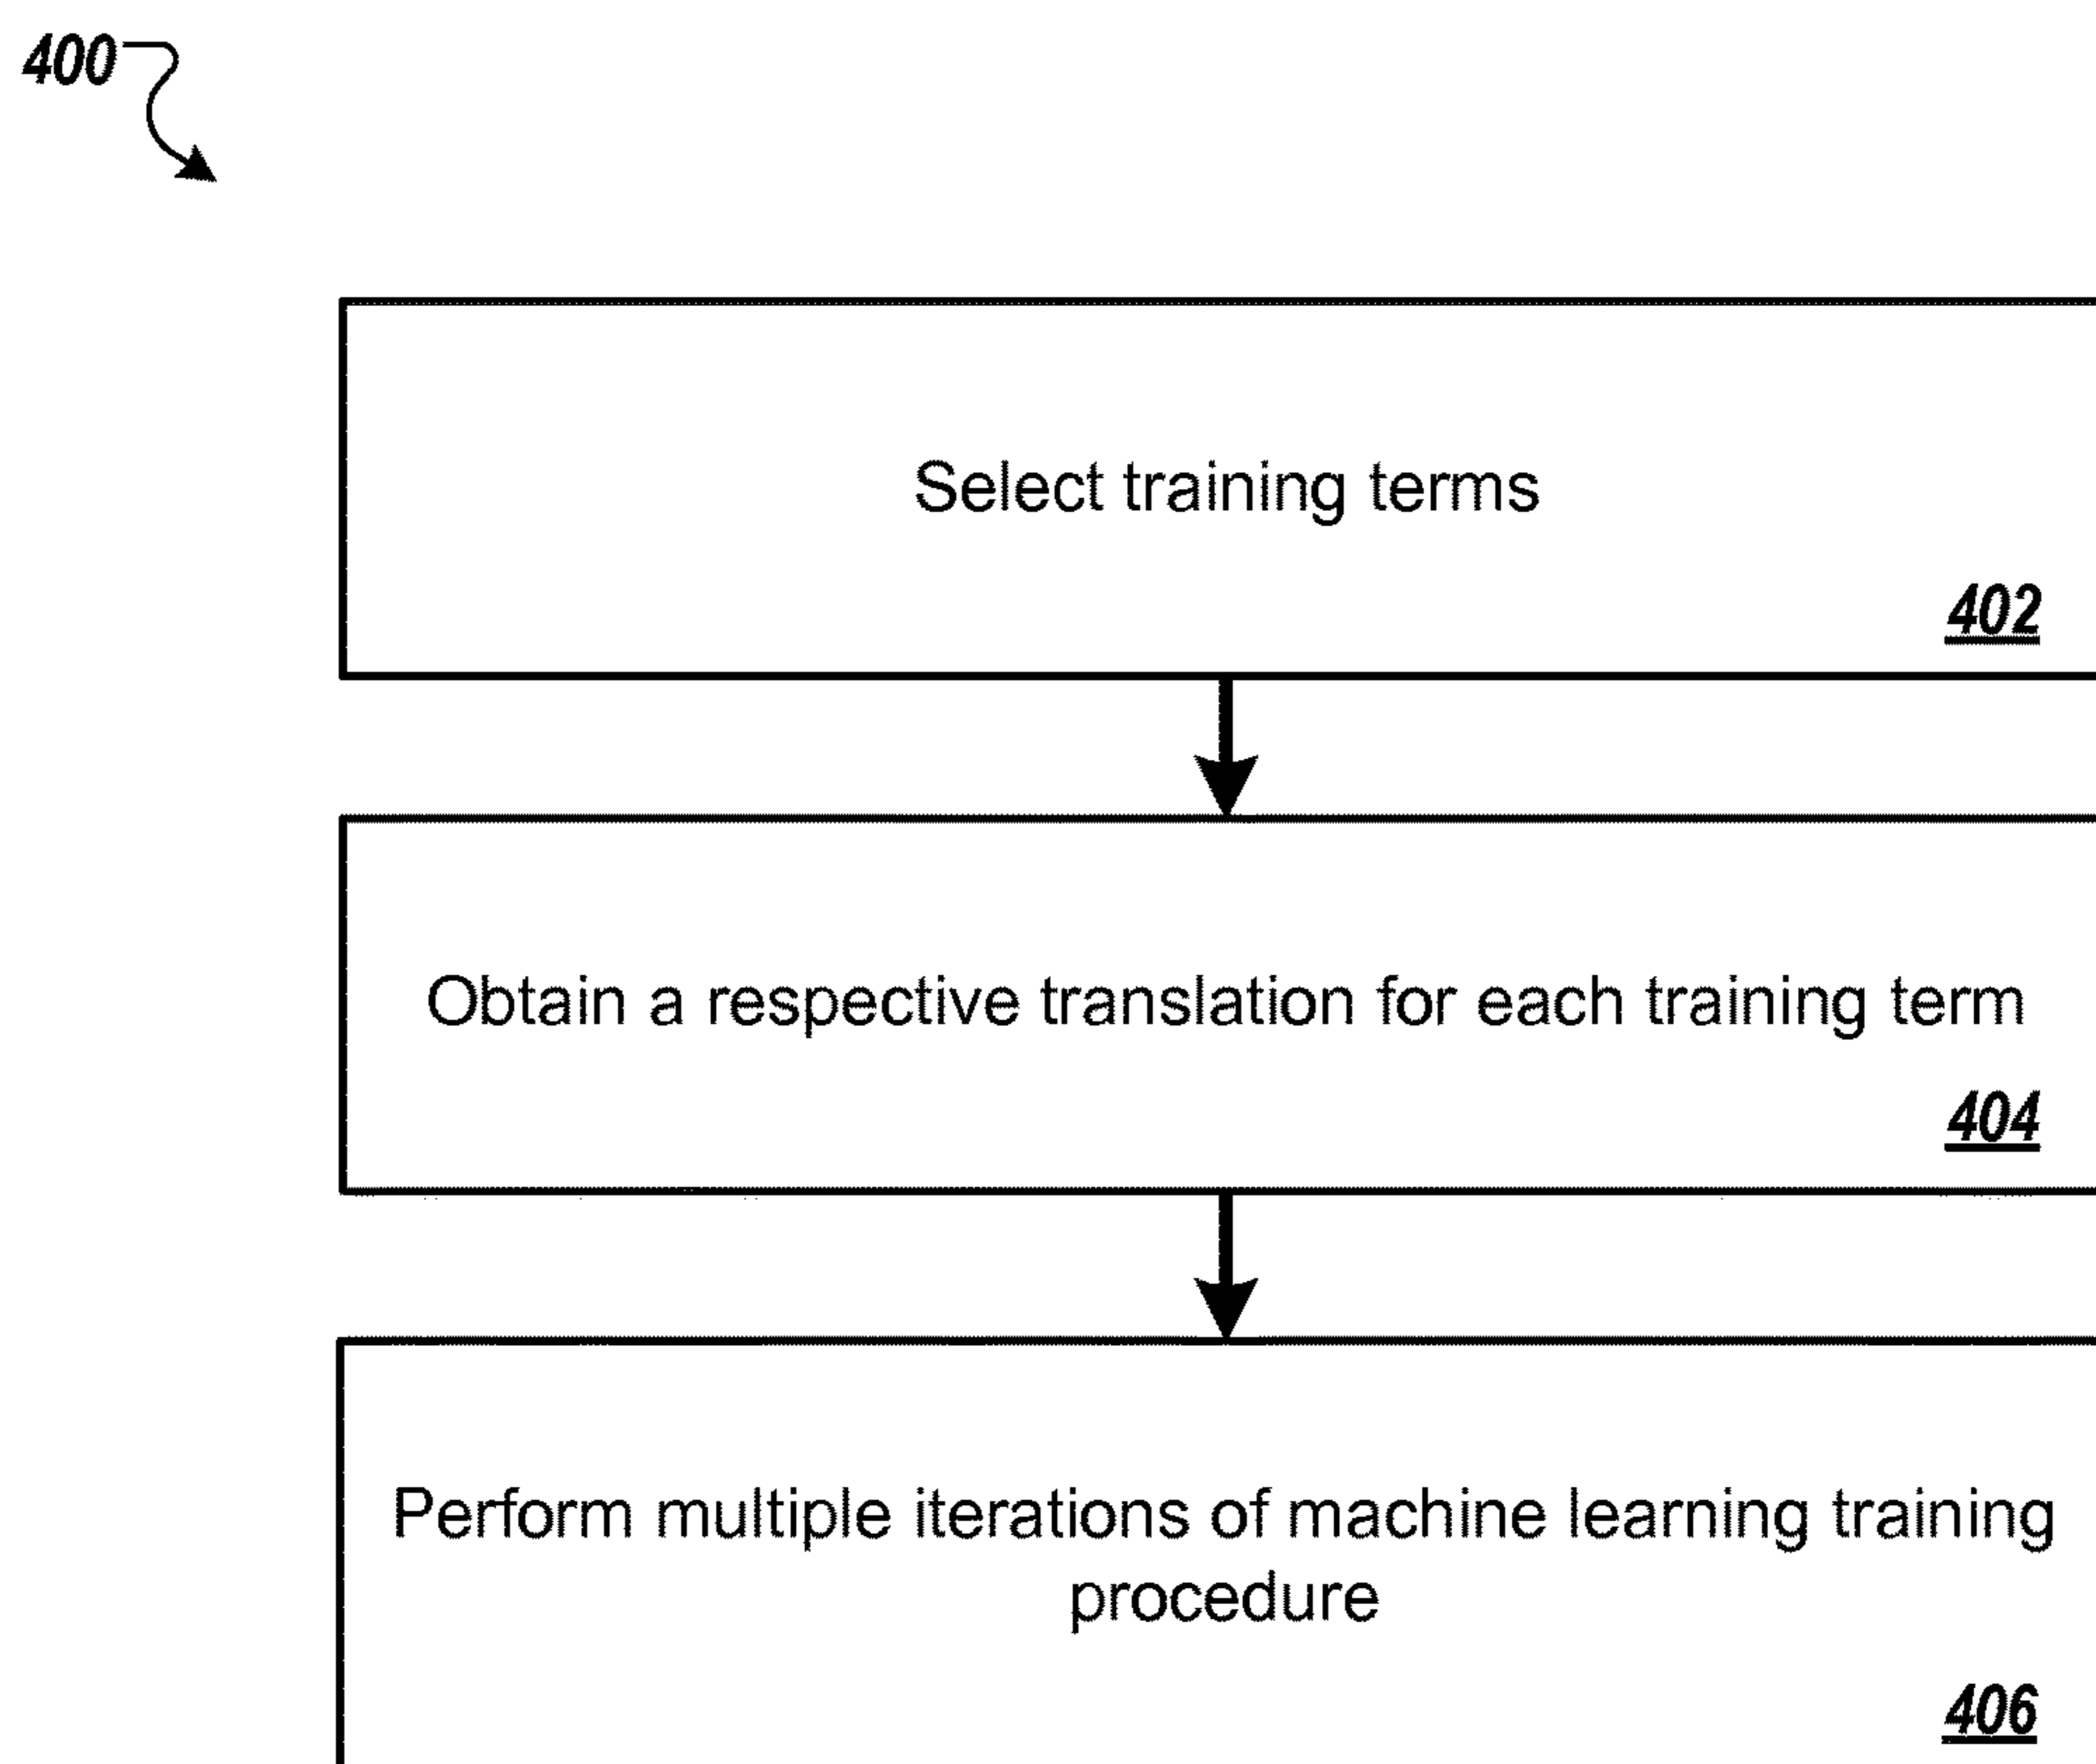 400
Select training terms
402
Obtain a respective translation for each training term
404
Perform multiple iterations of machine learning training
procedure
406